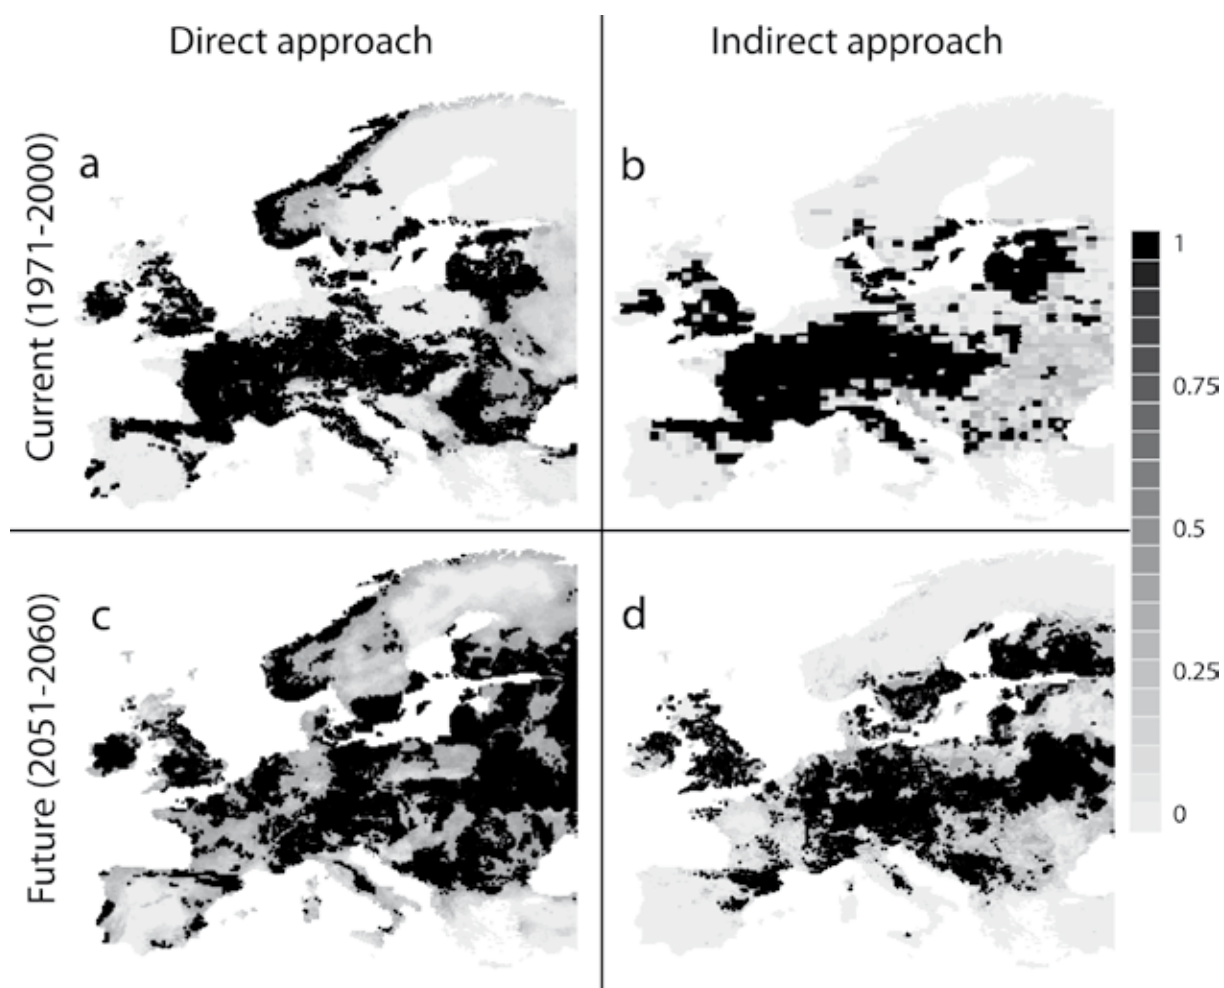 Direct approach
Indirect approach
Current (1971-2000)
a
b
1
0.75
0.5
0.25
0
Future (2051-2060)
c
d